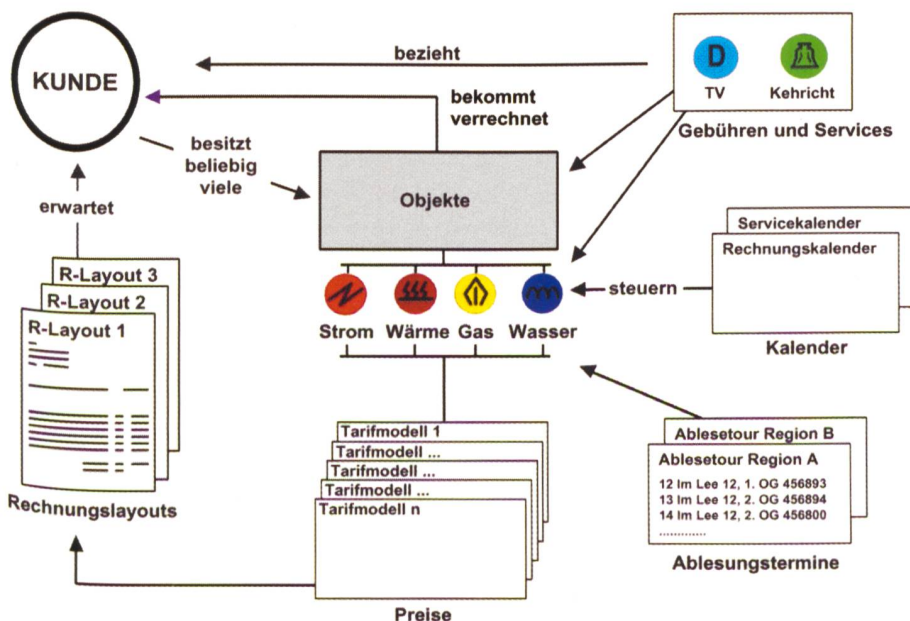 KUNDE
bezieht
D
TV
Kehricht
Gebühren und Services
bekommt
verrechnet
besitzt
beliebig
viele
Objekte
erwartet
Servicekalender
Rechnungskalender
steuern
Kalender
R-Layout 3
R-Layout 2
R-Layout 1
Rechnungslayouts
Strom
Wärme
Gas
Wasser
Tarifmodell 1
Tarifmodell ...
Tarifmodell ...
Tarifmodell ...
Tarifmodell n
Preise
Ablesetour Region B
Ablesetour Region A
12 Im Lee 12, 1. OG 456893
13 Im Lee 12, 2. OG 456894
14 Im Lee 12, 2. OG 456800
.............
Ablesungstermine